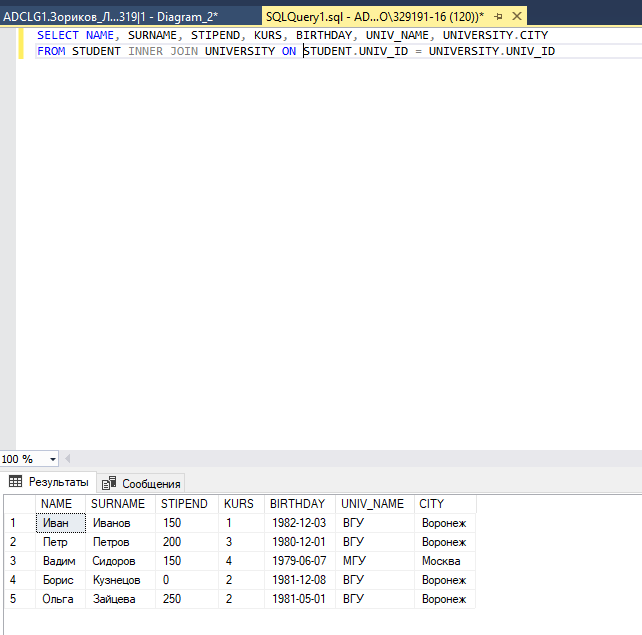 ADCLG1.Зориков_Л...319|1 - Diagram_2*
SQLQuery1.sql - AD...O\329191-16 (120))*
SELECT NAME, SURNAME, STIPEND, KURS, BIRTHDAY, UNIV_NAME, UNIVERSITY.CITY
FROM STUDENT INNER JOIN UNIVERSITY ON STUDENT.UNIV_ID = UNIVERSITY.UNIV_ID
100 %
Результаты Сообщения
NAME SURNAME STIPEND KURS BIRTHDAY UNIV_NAME CITY
1 Иван Иванов 150 1 1982-12-03 ВГУ Воронеж
2 Петр Петров 200 3 1980-12-01 ВГУ Воронеж
3 Вадим Сидоров 150 4 1979-06-07 МГУ Москва
4 Борис Кузнецов 0 2 1981-12-08 ВГУ Воронеж
5 Ольга Зайцева 250 2 1981-05-01 ВГУ Воронеж